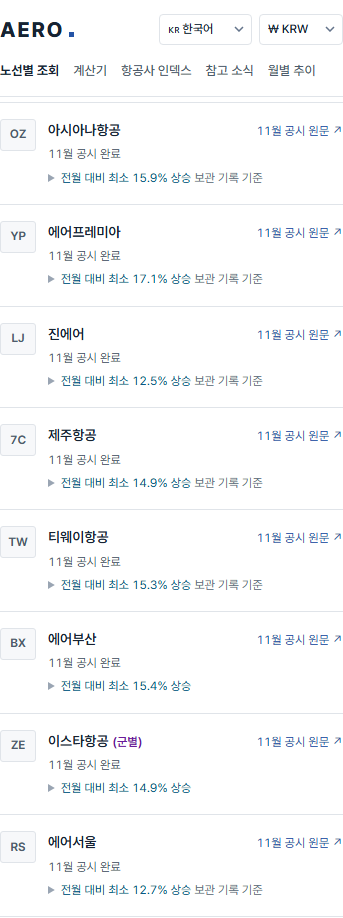 AERO.
KR 한국어
₩ KRW
노선별 조회 계산기 항공사 인덱스 참고 소식 월별 추이
OZ 아시아나항공 11월 공시 원문 ↗
11월 공시 완료
▶ 전월 대비 최소 15.9% 상승 보관 기록 기준
YP 에어프레미아 11월 공시 원문 ↗
11월 공시 완료
▶ 전월 대비 최소 17.1% 상승 보관 기록 기준
LJ 진에어 11월 공시 원문 ↗
11월 공시 완료
▶ 전월 대비 최소 12.5% 상승 보관 기록 기준
7C 제주항공 11월 공시 원문 ↗
11월 공시 완료
▶ 전월 대비 최소 14.9% 상승 보관 기록 기준
TW 티웨이항공 11월 공시 원문 ↗
11월 공시 완료
▶ 전월 대비 최소 15.3% 상승 보관 기록 기준
BX 에어부산 11월 공시 원문 ↗
11월 공시 완료
▶ 전월 대비 최소 15.4% 상승
ZE 이스타항공 (군별) 11월 공시 원문 ↗
11월 공시 완료
▶ 전월 대비 최소 14.9% 상승
RS 에어서울 11월 공시 원문 ↗
11월 공시 완료
▶ 전월 대비 최소 12.7% 상승 보관 기록 기준